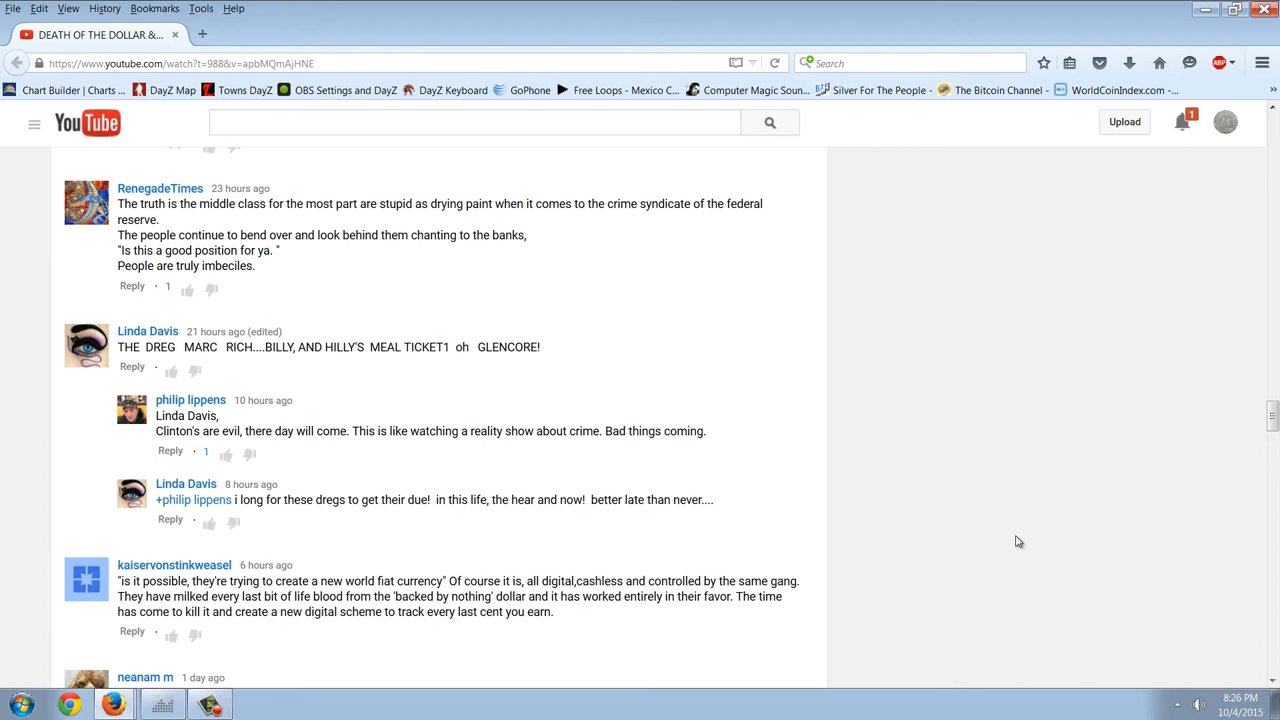 File Edit View History Bookmarks Tools Help
DEATH OF THE DOLLAR &...
https://www.youtube.com/watch?t=988&v=apbMQmAjHNE
Search
ABP
Chart Builder | Charts ... DayZ Map Towns DayZ OBS Settings and DayZ DayZ Keyboard GoPhone Free Loops - Mexico C... Computer Magic Soun... Silver For The People - The Bitcoin Channel - WorldCoinIndex.com -...
YouTube
Upload
1
RenegadeTimes 23 hours ago
The truth is the middle class for the most part are stupid as drying paint when it comes to the crime syndicate of the federal
reserve.
The people continue to bend over and look behind them chanting to the banks,
"Is this a good position for ya. "
People are truly imbeciles.
Reply · 1
Linda Davis 21 hours ago (edited)
THE DREG MARC RICH....BILLY, AND HILLY'S MEAL TICKET1 oh GLENCORE!
Reply ·
philip lippens 10 hours ago
Linda Davis,
Clinton's are evil, there day will come. This is like watching a reality show about crime. Bad things coming.
Reply · 1
Linda Davis 8 hours ago
+philip lippens i long for these dregs to get their due! in this life, the hear and now! better late than never....
Reply ·
kaiservonstinkweasel 6 hours ago
"is it possible, they're trying to create a new world fiat currency" Of course it is, all digital,cashless and controlled by the same gang.
They have milked every last bit of life blood from the 'backed by nothing' dollar and it has worked entirely in their favor. The time
has come to kill it and create a new digital scheme to track every last cent you earn.
Reply ·
neanam m 1 day ago
8:26 PM
10/4/2015